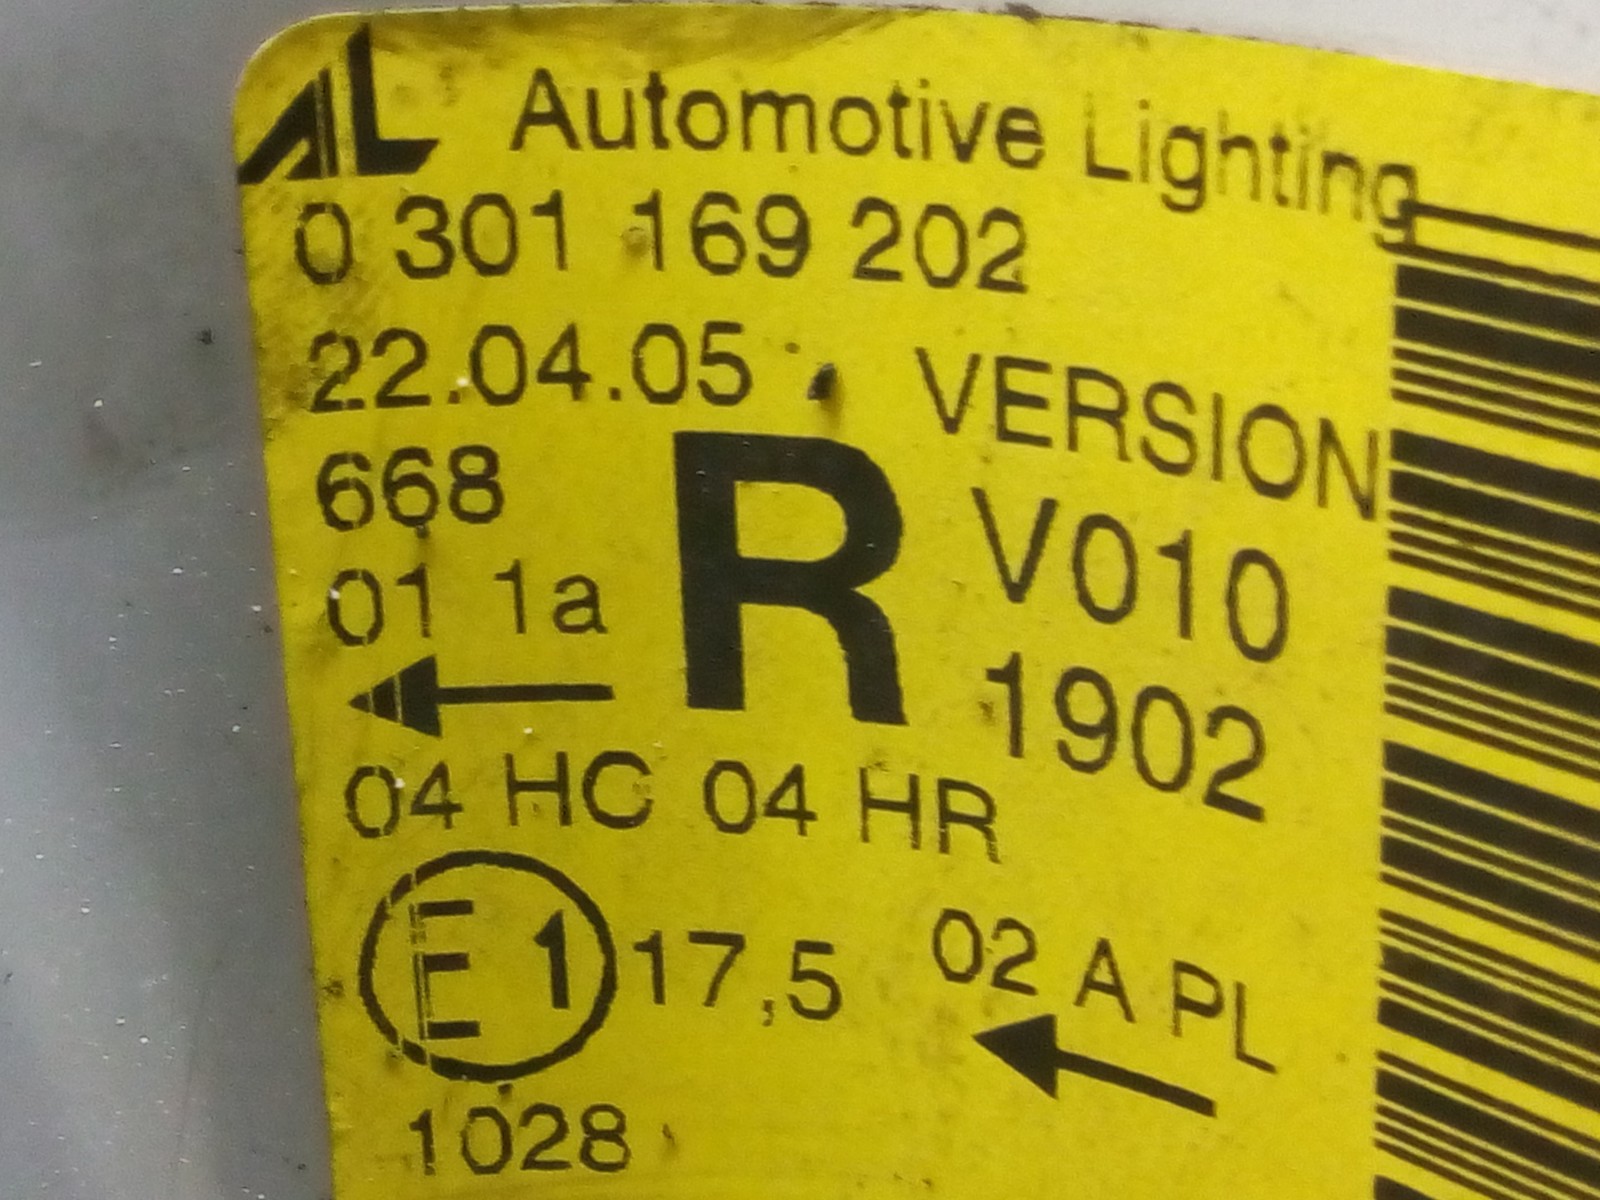 AL Automotive Lighting
0 301 169 202
22.04.05 VERSION
668 R V010
01 1a 1902
04 HC 04 HR
E1 17,5 02 A PL
1028